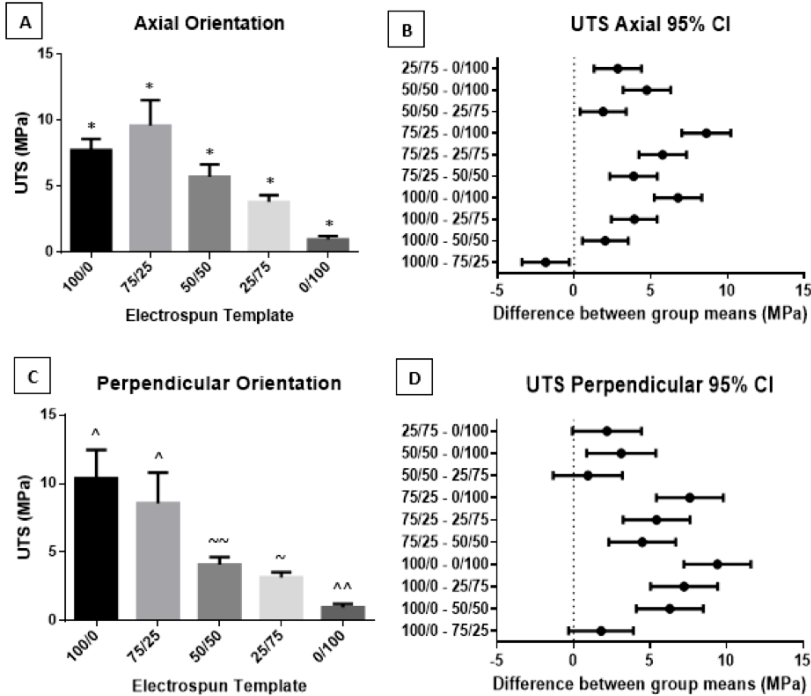 A
Axial Orientation
UTS (MPa)
15
10
5
0
*
*
*
*
*
100/0
75/25
50/50
25/75
0/100
Electrospun Template
B
UTS Axial 95% CI
25/75 - 0/100
50/50 - 0/100
50/50 - 25/75
75/25 - 0/100
75/25 - 25/75
75/25 - 50/50
100/0 - 0/100
100/0 - 25/75
100/0 - 50/50
100/0 - 75/25
-5 0 5 10 15
Difference between group means (MPa)
C
Perpendicular Orientation
UTS (MPa)
15
10
5
0
^
^
~~
~
^^
100/0
75/25
50/50
25/75
0/100
Electrospun Template
D
UTS Perpendicular 95% CI
25/75 - 0/100
50/50 - 0/100
50/50 - 25/75
75/25 - 0/100
75/25 - 25/75
75/25 - 50/50
100/0 - 0/100
100/0 - 25/75
100/0 - 50/50
100/0 - 75/25
-5 0 5 10 15
Difference between group means (MPa)